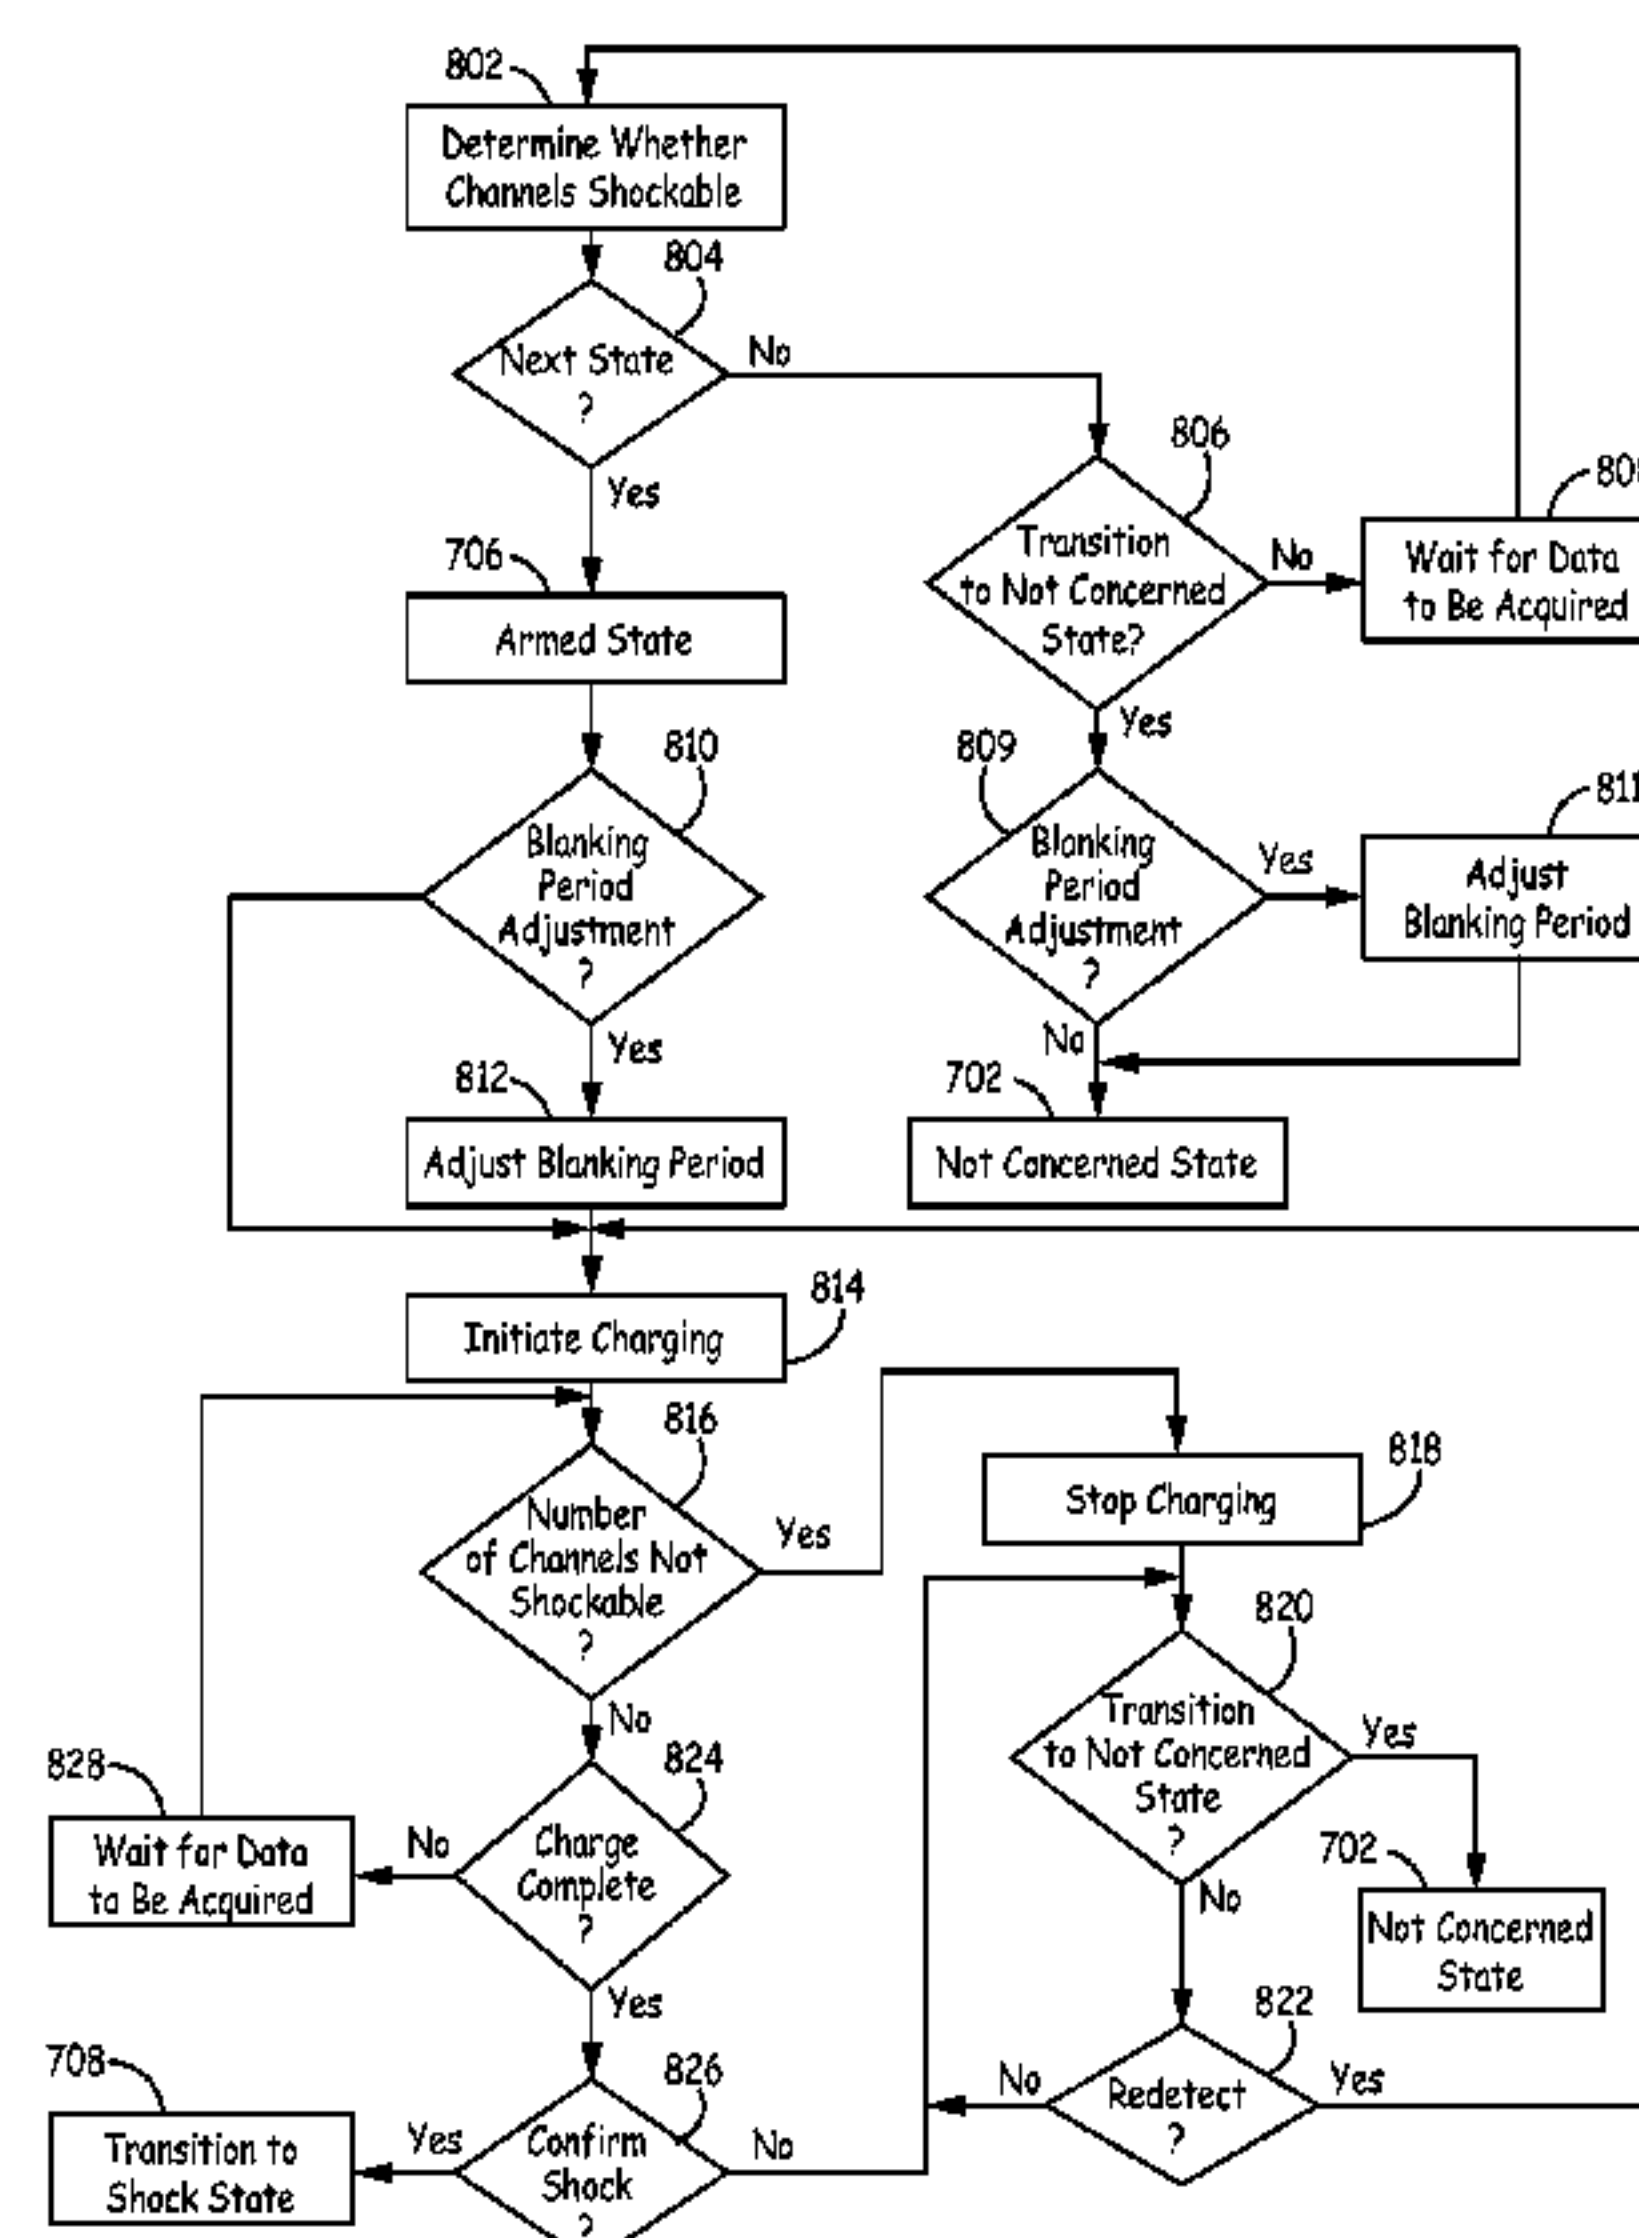 802
Determine Whether
Channels Shockable
804
Next State
?
No
Yes
806
Transition
to Not Concerned
State?
No
Wait for Data
to Be Acquired
Yes
706
Armed State
810
Blanking
Period
Adjustment
?
Yes
809
Blanking
Period
Adjustment
?
Yes
811
Adjust
Blanking Period
No
812
Adjust Blanking Period
702
Not Concerned State
814
Initiate Charging
816
Number
of Channels Not
Shockable
?
Yes
818
Stop Charging
No
820
Transition
to Not Concerned
State
?
Yes
702
Not Concerned
State
No
824
Charge
Complete
?
No
828
Wait for Data
to Be Acquired
Yes
822
Redetect
?
No
Yes
826
Confirm
Shock
?
No
Yes
708
Transition to
Shock State